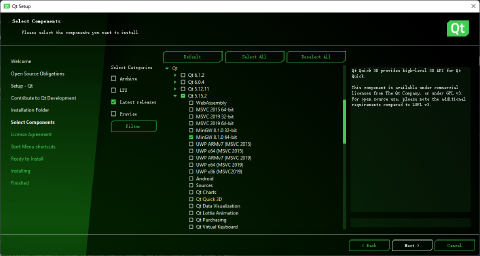 Qt Setup
Select Components
Please select the components you want to install.
Qt
Welcome
Open Source Obligations
Setup - Qt
Contribute to Qt Development
Installation Folder
Select Components
License Agreement
Start Menu shortcuts
Ready to Install
Installing
Finished
Select Categories
Archive
LTS
Latest releases
Preview
Filter
Default
Select All
Deselect All
Qt
Qt 6.1.2
Qt 6.0.4
Qt 5.12.11
Qt 5.15.2
WebAssembly
MSVC 2015 64-bit
MSVC 2019 32-bit
MSVC 2019 64-bit
MinGW 8.1.0 32-bit
MinGW 8.1.0 64-bit
UWP ARMv7 (MSVC 2015)
UWP x64 (MSVC 2015)
UWP ARMv7 (MSVC 2019)
UWP x64 (MSVC 2019)
UWP x86 (MSVC 2019)
Android
Sources
Qt Charts
Qt Quick 3D
Qt Data Visualization
Qt Lottie Animation
Qt Purchasing
Qt Virtual Keyboard
Qt Quick 3D provides high-level 3D API for Qt
Quick.
This component is available under commercial
licenses from The Qt Company, or under GPL v3.
For open source use, please note the additional
requirements compared to LGPL v3.
< Back
Next >
Cancel